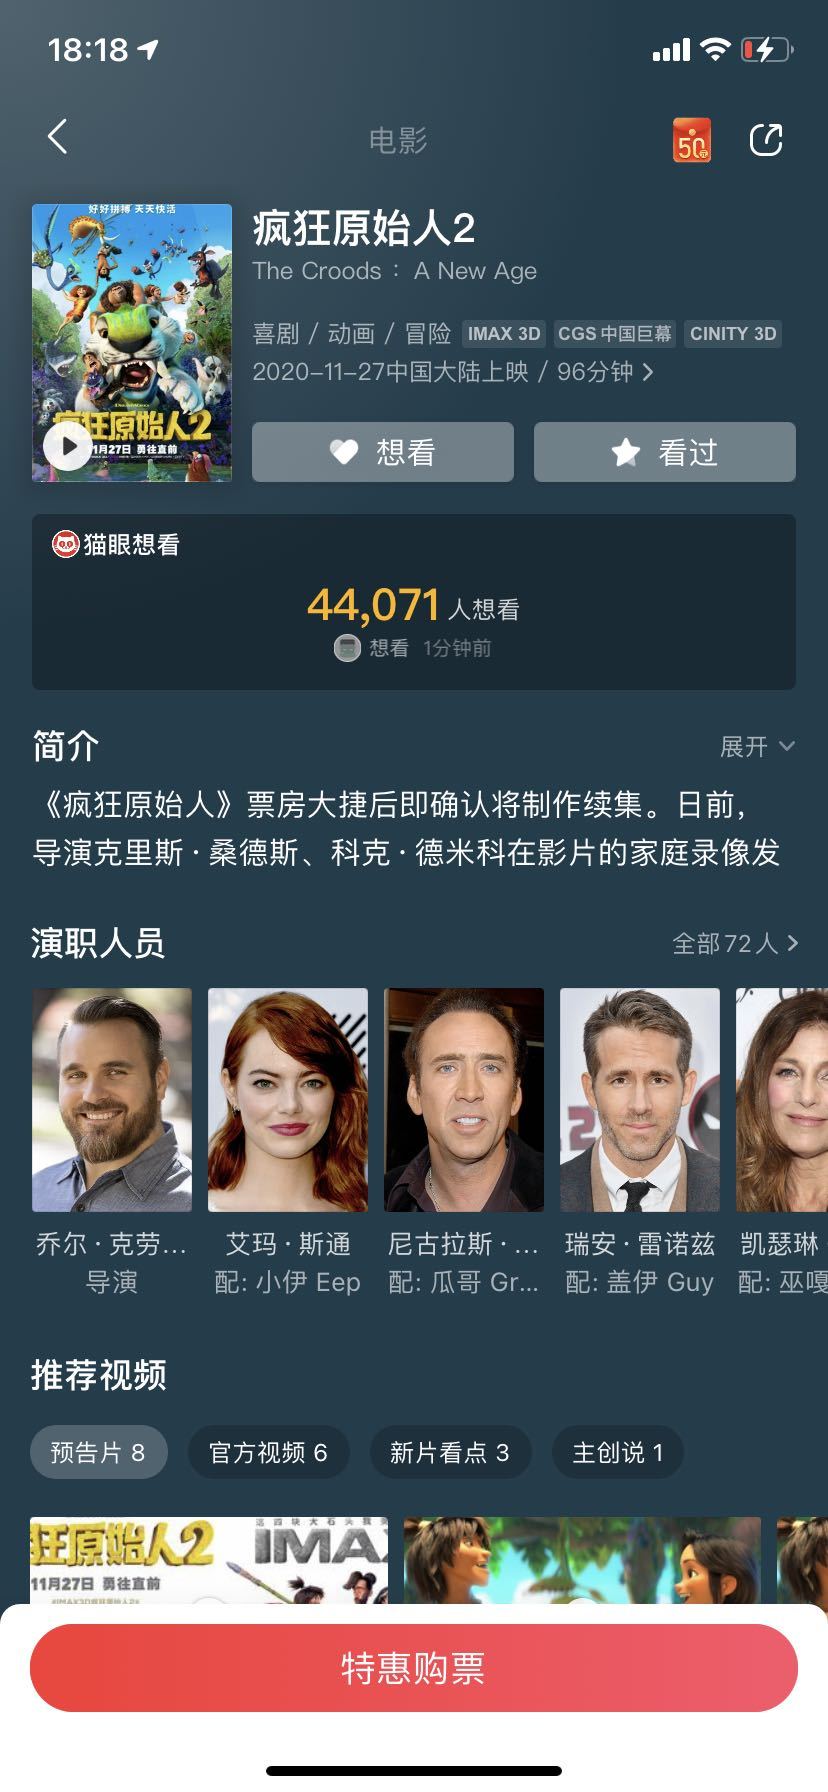 18:18
电影
50元
好好拼搏 天天快活
疯狂原始人2
11月27日 勇往直前
疯狂原始人2
The Croods : A New Age
喜剧 / 动画 / 冒险 IMAX 3D CGS 中国巨幕 CINITY 3D
2020-11-27中国大陆上映 / 96分钟
想看 看过
猫眼想看
44,071 人想看
想看 1分钟前
简介 展开
《疯狂原始人》票房大捷后即确认将制作续集。日前，
导演克里斯·桑德斯、科克·德米科在影片的家庭录像发
演职人员 全部72人
乔尔·克劳... 艾玛·斯通 尼古拉斯·... 瑞安·雷诺兹 凯瑟琳
导演 配: 小伊 Eep 配: 瓜哥 Gr... 配: 盖伊 Guy 配: 巫嘎
推荐视频
预告片 8 官方视频 6 新片看点 3 主创说 1
狂原始人2 IMAX
11月27日 勇往直前
特惠购票